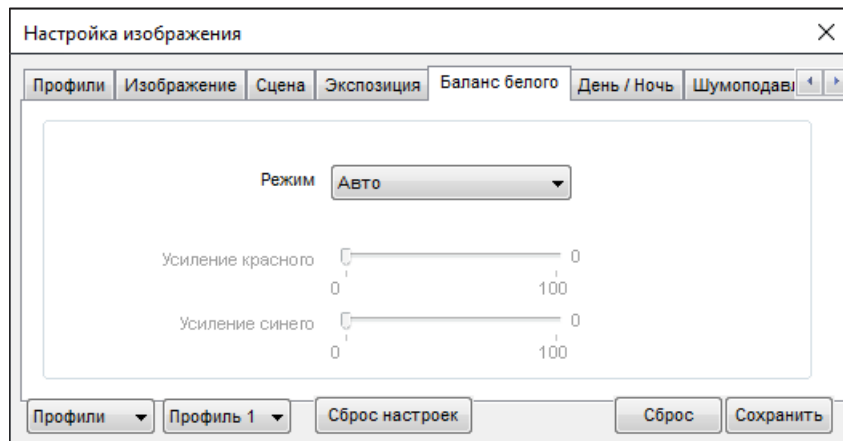 Настройка изображения
Профили Изображение Сцена Экспозиция Баланс белого День / Ночь Шумоподав
Режим Авто
Усиление красного 0
0 100
Усиление синего 0
0 100
Профили Профиль 1 Сброс настроек Сброс Сохранить